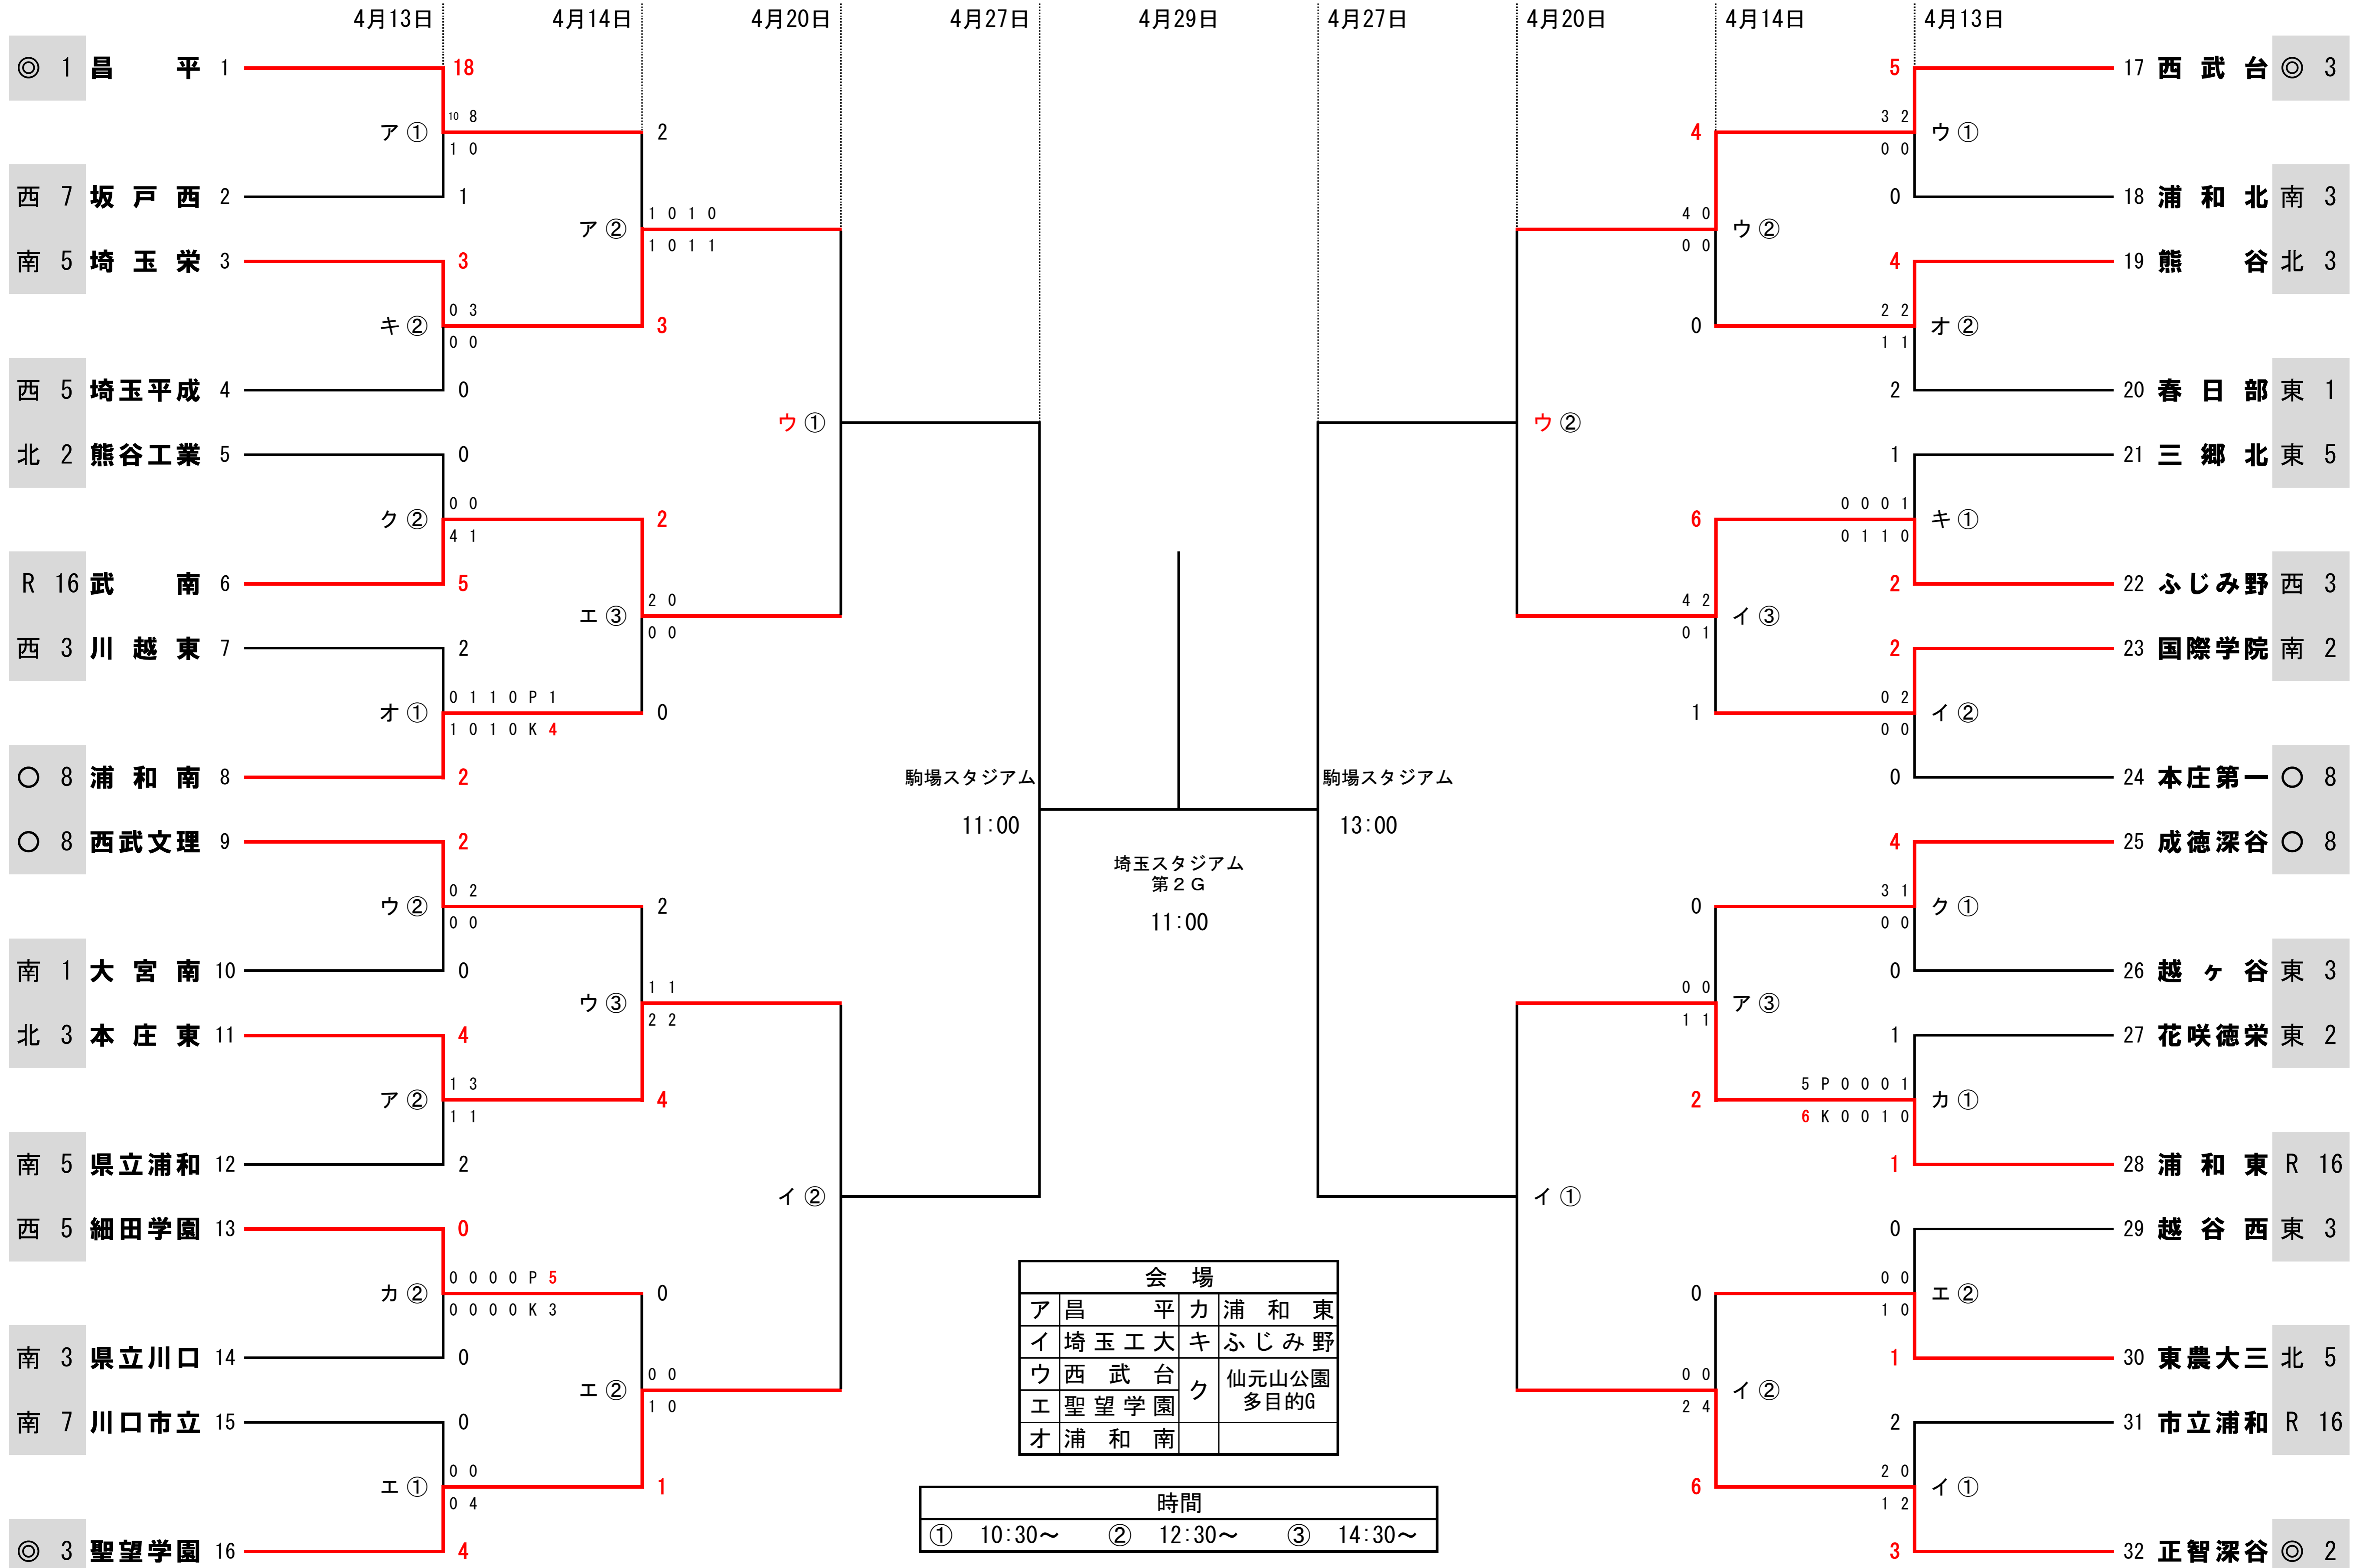 4月13日 4月14日 4月20日 4月27日 4月29日 4月27日 4月20日 4月14日 4月13日
◎ 1 昌平 1 18
5 17 西武台 ◎ 3
ア ① 10 8
1 0
2
4
3 2
0 0
ウ ①
西 7 坂戸西 2 1
0 18 浦和北 南 3
ア ② 1 0 1 0
1 0 1 1
4 0
0 0
ウ ②
南 5 埼玉栄 3 3
4 19 熊谷 北 3
キ ② 0 3
0 0
3
0
2 2
1 1
オ ②
西 5 埼玉平成 4 0
2 20 春日部 東 1
ウ ①
ウ ②
北 2 熊谷工業 5 0
1 21 三郷北 東 5
ク ② 0 0
4 1
2
6
0 0 0 1
0 1 1 0
キ ①
R 16 武南 6 5
2 22 ふじみ野 西 3
エ ③ 2 0
0 0
4 2
0 1
イ ③
西 3 川越東 7 2
2 23 国際学院 南 2
オ ① 0 1 1 0 P 1
1 0 1 0 K 4
0
1
0 2
0 0
イ ②
○ 8 浦和南 8 2
0 24 本庄第一 ○ 8
駒場スタジアム
11:00
駒場スタジアム
13:00
○ 8 西武文理 9 2
4 25 成徳深谷 ○ 8
埼玉スタジアム
第2G
11:00
ウ ② 0 2
0 0
2
0
3 1
0 0
ク ①
南 1 大宮南 10 0
0 26 越ヶ谷 東 3
ウ ③ 1 1
2 2
0 0
1 1
ア ③
北 3 本庄東 11 4
1 27 花咲徳栄 東 2
ア ② 1 3
1 1
4
2
5 P 0 0 0 1
6 K 0 0 1 0
カ ①
南 5 県立浦和 12 2
1 28 浦和東 R 16
イ ②
イ ①
西 5 細田学園 13 0
0 29 越谷西 東 3
カ ② 0 0 0 0 P 5
0 0 0 0 K 3
0
0
0 0
1 0
エ ②
南 3 県立川口 14 0
1 30 東農大三 北 5
エ ② 0 0
1 0
0 0
2 4
イ ②
南 7 川口市立 15 0
2 31 市立浦和 R 16
エ ① 0 0
0 4
1
6
2 0
1 2
イ ①
◎ 3 聖望学園 16 4
3 32 正智深谷 ◎ 2
会場
ア 昌平 カ 浦和東
イ 埼玉工大 キ ふじみ野
ウ 西武台 ク 仙元山公園
多目的G
エ 聖望学園
オ 浦和南
時間
① 10:30～ ② 12:30～ ③ 14:30～